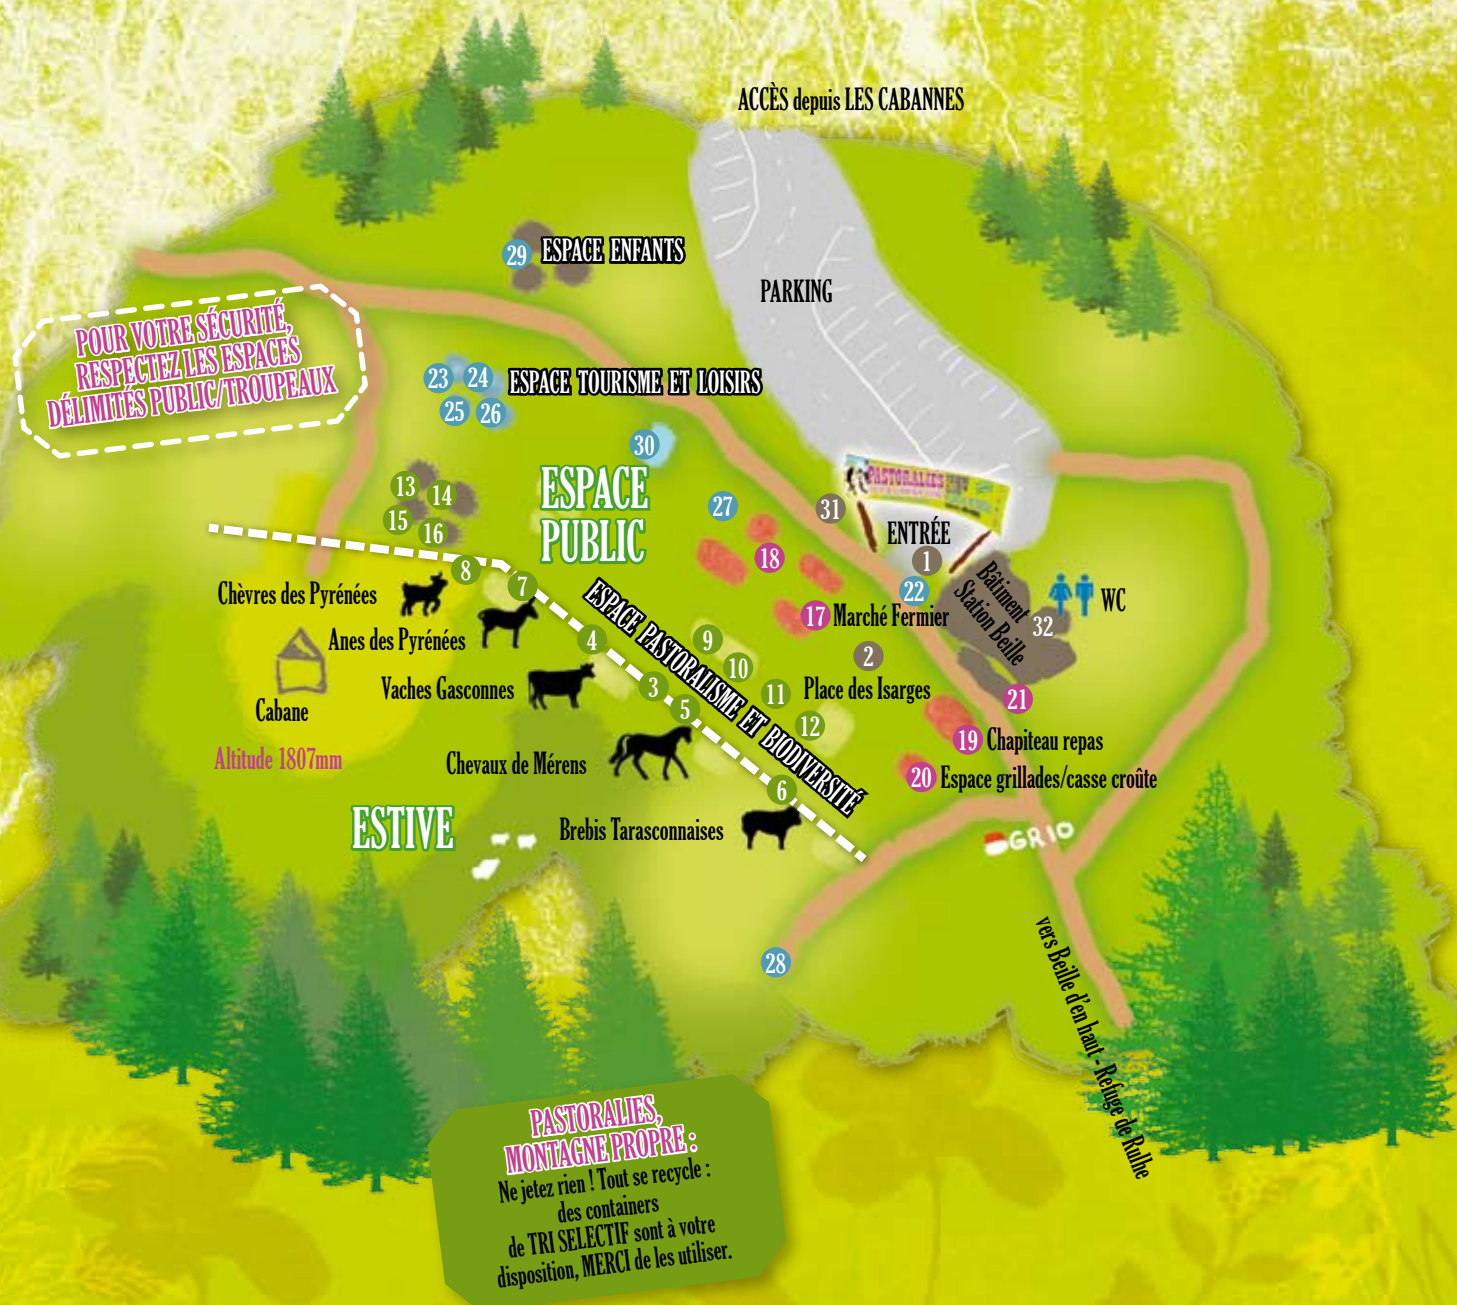 ACCÈS depuis LES CABANNES
29 ESPACE ENFANTS
PARKING
POUR VOTRE SÉCURITÉ,
RESPECTEZ LES ESPACES
DÉLIMITÉS PUBLIC/TROUPEAUX
23 24 ESPACE TOURISME ET LOISIRS
25 26
30
ESPACE
PUBLIC
13 14
15 16
27
31
PASTORALIES
ENTRÉE
1
18
22
Bâtiment
Station Beille
32
WC
17 Marché Fermier
2
Place des Isarges
21
19 Chapiteau repas
20 Espace grillades/casse croûte
8
7
4
3
5
6
9
10
11
12
ESPACE PASTORALISME ET BIODIVERSITÉ
Chèvres des Pyrénées
Anes des Pyrénées
Vaches Gasconnes
Cabane
Altitude 1807mm
Chevaux de Mérens
ESTIVE
Brebis Tarasconnaises
GRIO
28
vers Beille d'en haut - Refuge de Rulhe
PASTORALIES,
MONTAGNE PROPRE :
Ne jetez rien ! Tout se recycle :
des containers
de TRI SELECTIF sont à votre
disposition, MERCI de les utiliser.